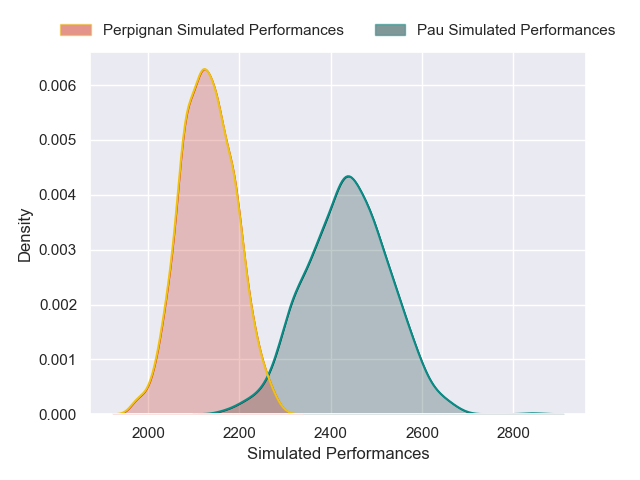 Perpignan Simulated Performances Pau Simulated Performances
0.006
0.005
0.004
0.003
0.002
0.001
0.000
Density
2000 2200 2400 2600 2800
Simulated Performances